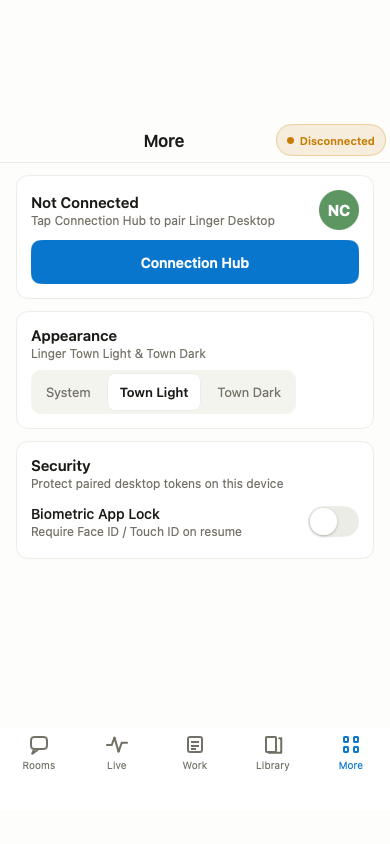 More
Disconnected
Not Connected
Tap Connection Hub to pair Linger Desktop
NC
Connection Hub
Appearance
Linger Town Light & Town Dark
System
Town Light
Town Dark
Security
Protect paired desktop tokens on this device
Biometric App Lock
Require Face ID / Touch ID on resume
Rooms
Live
Work
Library
More